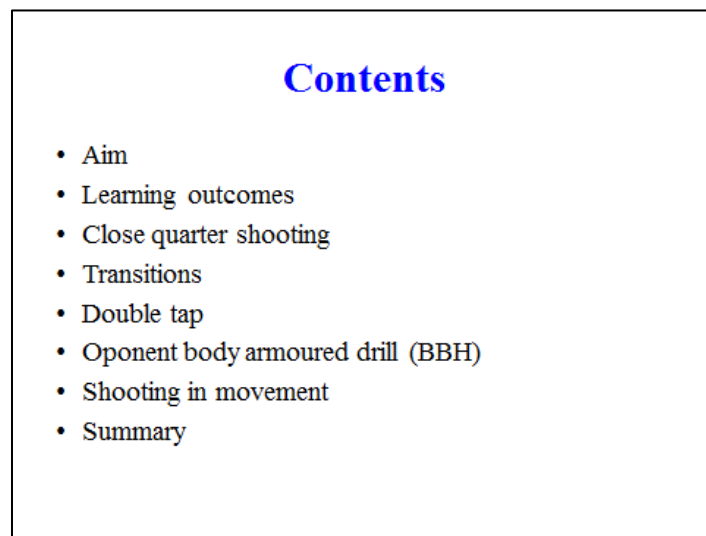 Contents
• Aim
• Learning outcomes
• Close quarter shooting
• Transitions
• Double tap
• Oponent body armoured drill (BBH)
• Shooting in movement
• Summary